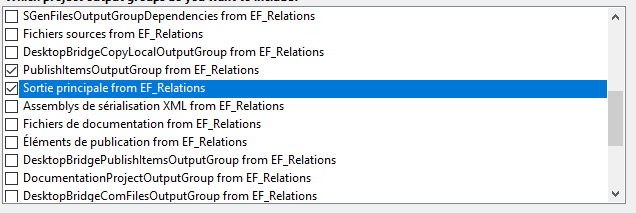 Which project output groups do you want to include?
SGenFilesOutputGroupDependencies from EF_Relations
Fichiers sources from EF_Relations
DesktopBridgeCopyLocalOutputGroup from EF_Relations
PublishItemsOutputGroup from EF_Relations
Sortie principale from EF_Relations
Assemblys de sérialisation XML from EF_Relations
Fichiers de documentation from EF_Relations
Éléments de publication from EF_Relations
DesktopBridgePublishItemsOutputGroup from EF_Relations
DocumentationProjectOutputGroup from EF_Relations
DesktopBridgeComFilesOutputGroup from EF_Relations